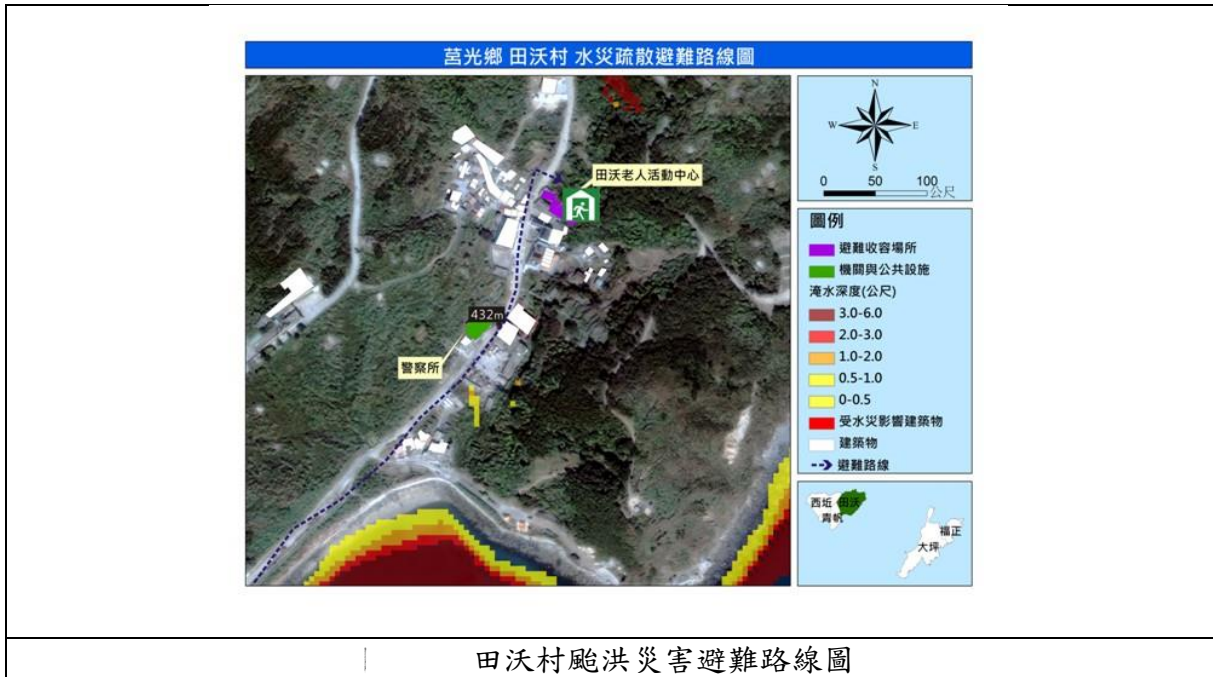 莒光鄉 田沃村 水災疏散避難路線圖
田沃老人活動中心
432m
警察所
N
W
E
S
0 50 100
公尺
圖例
避難收容場所
機關與公共設施
淹水深度(公尺)
3.0-6.0
2.0-3.0
1.0-2.0
0.5-1.0
0-0.5
受水災影響建築物
建築物
避難路線
西坵
田沃
青帆
福正
大坪
田沃村颱洪災害避難路線圖